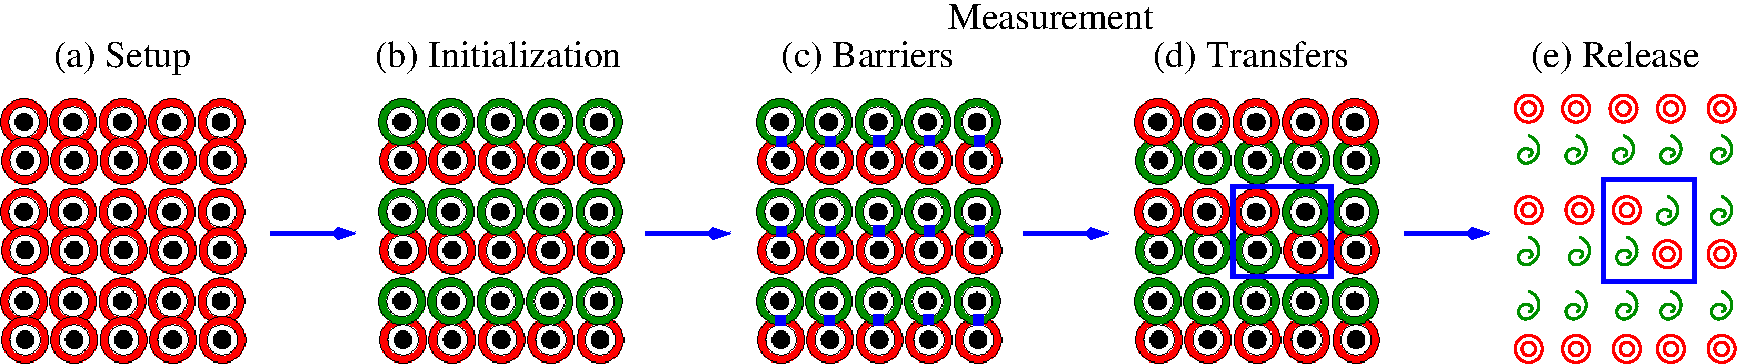 Measurement
(a) Setup
(b) Initialization
(c) Barriers
(d) Transfers
(e) Release